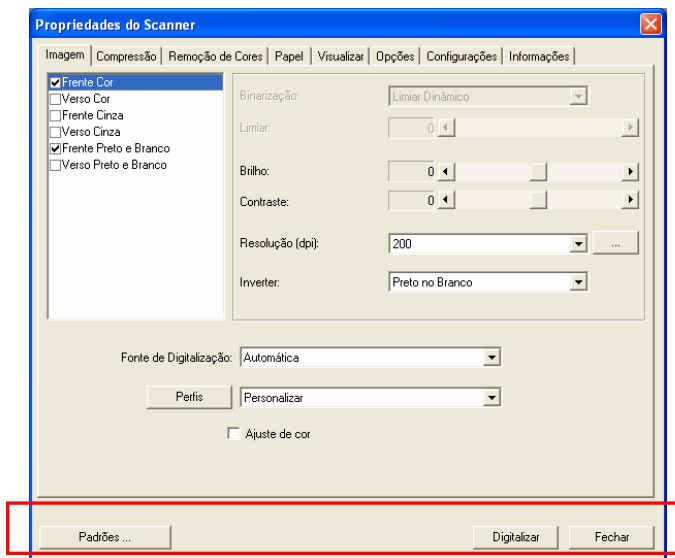 Propriedades do Scanner
Imagem Compressão Remoção de Cores Papel Visualizar Opções Configurações Informações
Frente Cor
Verso Cor
Frente Cinza
Verso Cinza
Frente Preto e Branco
Verso Preto e Branco
Binarização: Limiar Dinâmico
Limiar: 0
Brilho: 0
Contraste: 0
Resolução (dpi): 200 ...
Inverter: Preto no Branco
Fonte de Digitalização: Automática
Perfis Personalizar
Ajuste de cor
Padrões ... Digitalizar Fechar